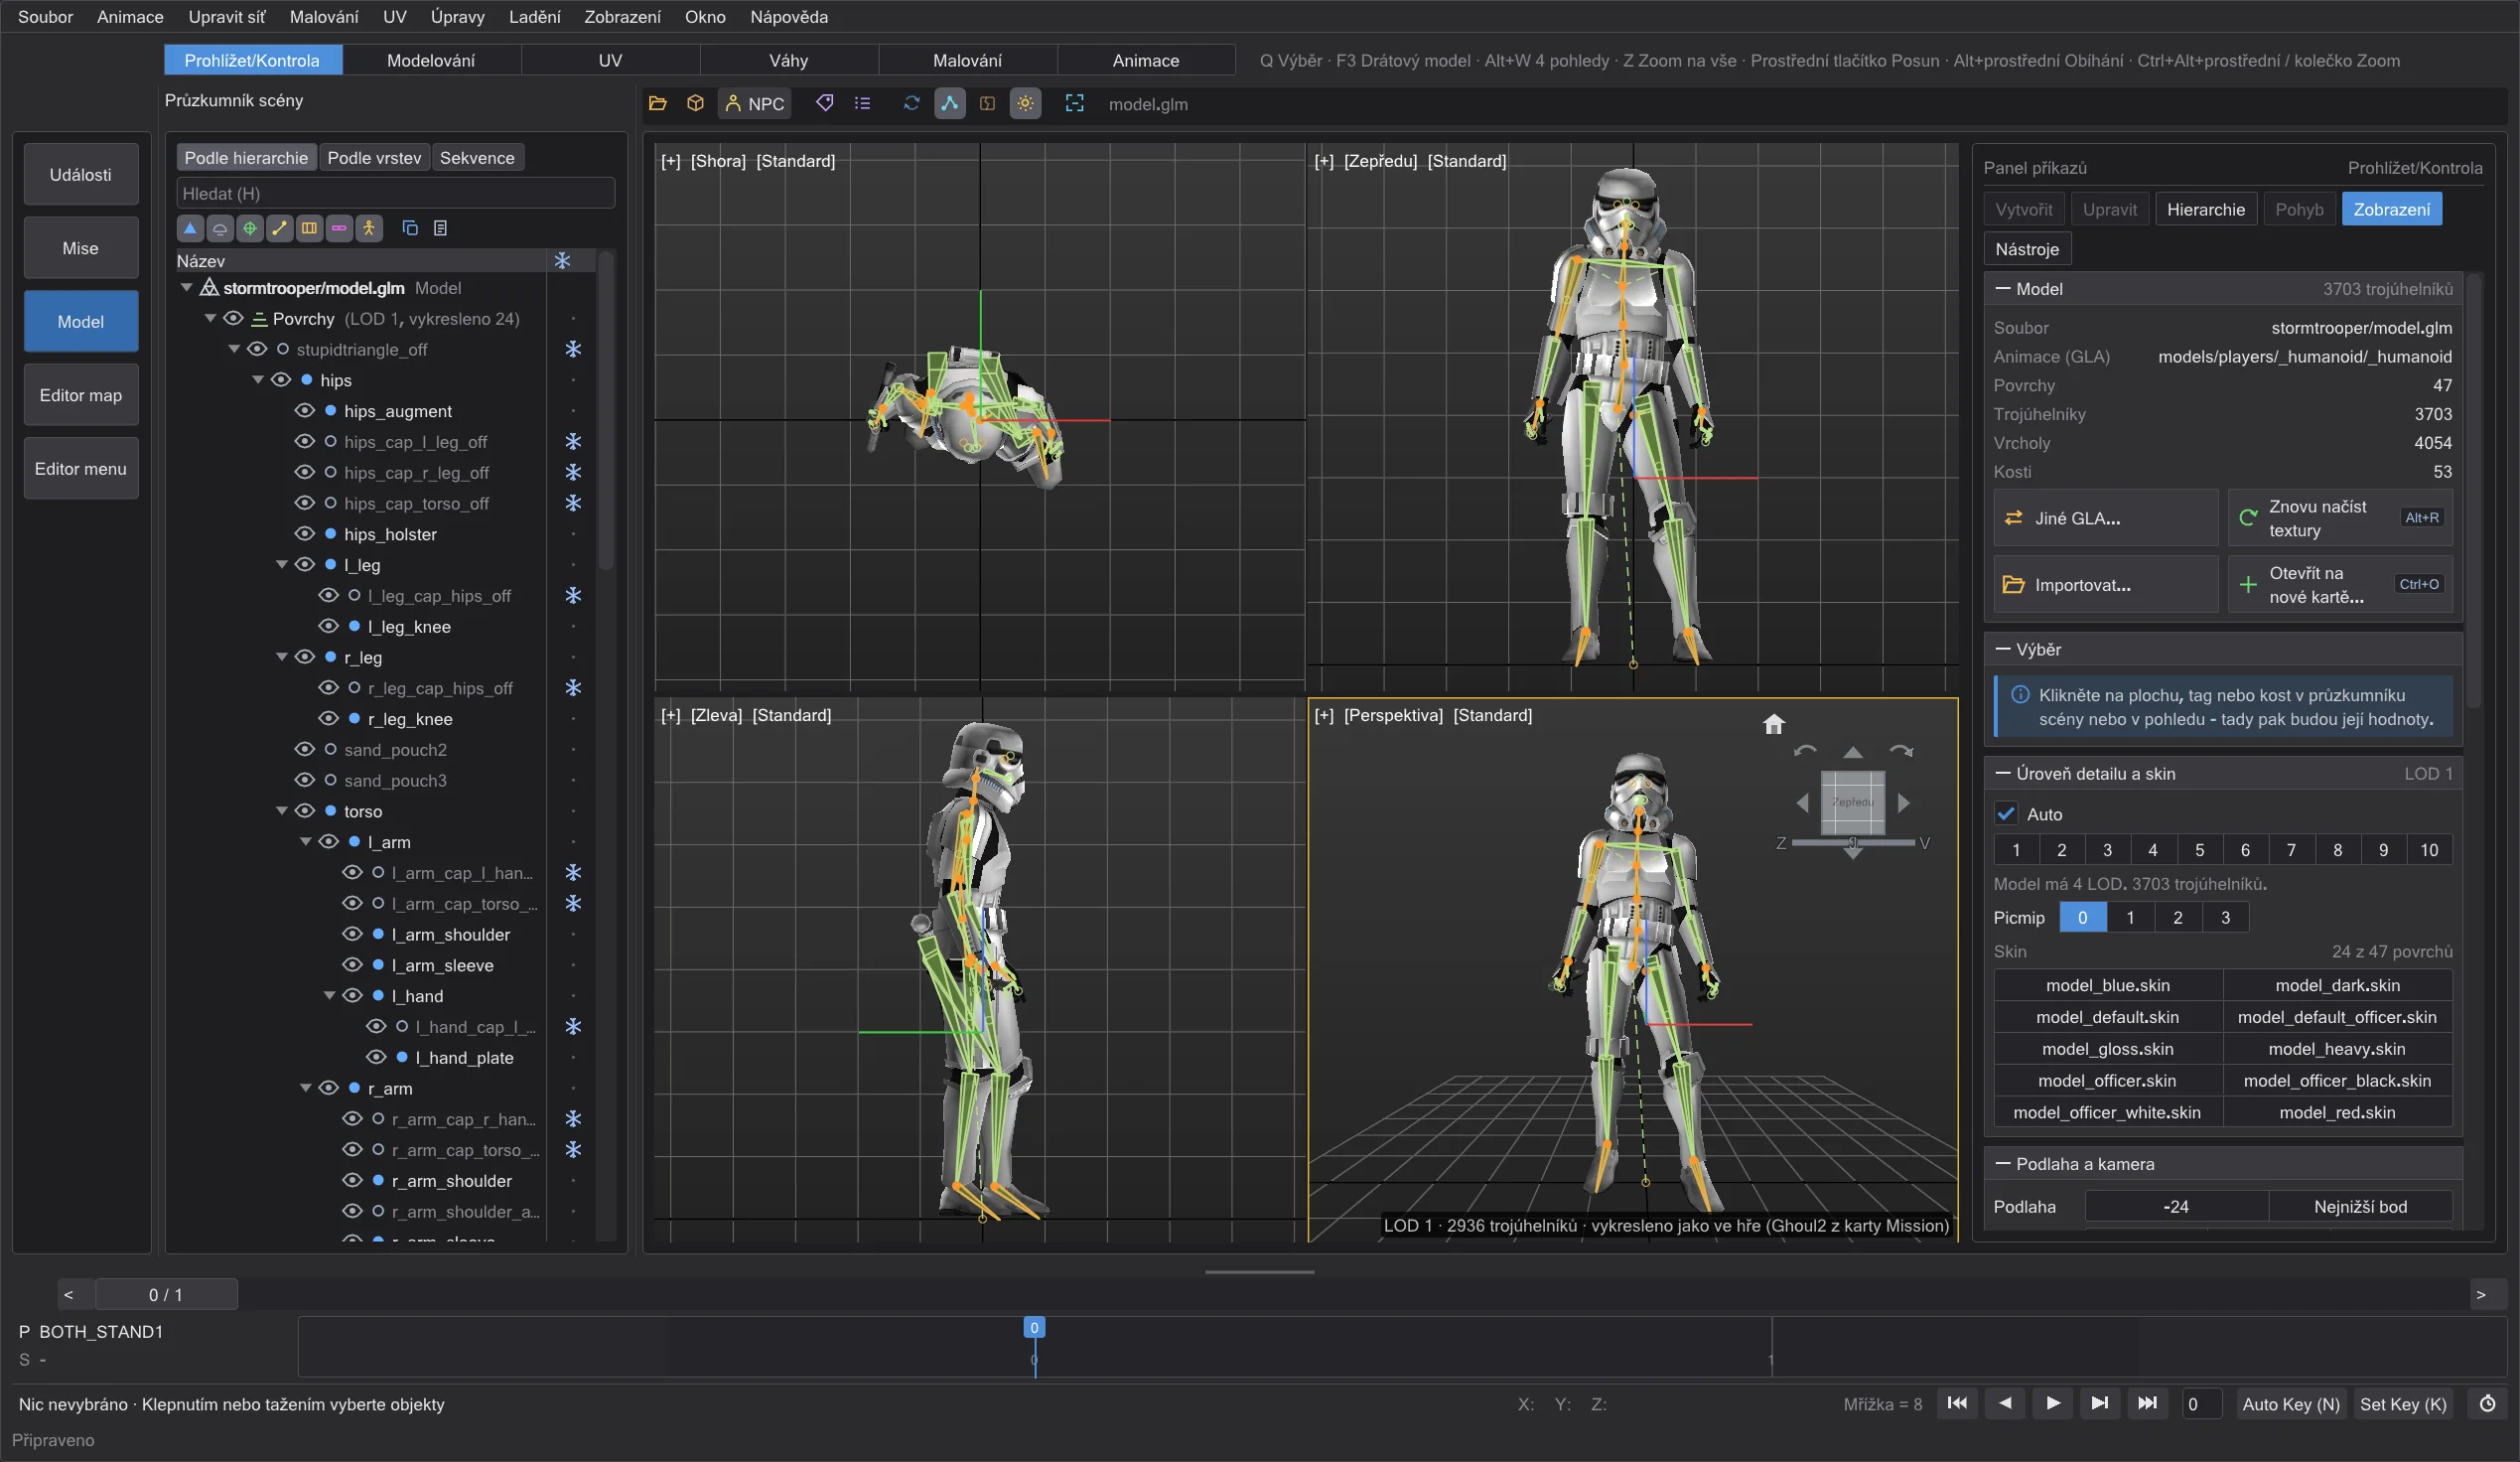 Soubor Animace Upravit síť Malování UV Úpravy Ladění Zobrazení Okno Nápověda
Prohlížet/Kontrola Modelování UV Váhy Malování Animace Q Výběr · F3 Drátový model · Alt+W 4 pohledy · Z Zoom na vše · Prostřední tlačítko Posun · Alt+prostřední Obíhání · Ctrl+Alt+prostřední / kolečko Zoom
Průzkumník scény
NPC model.glm
Události
Mise
Model
Editor map
Editor menu
Podle hierarchie Podle vrstev Sekvence
Hledat (H)
Název
stormtrooper/model.glm Model
Povrchy (LOD 1, vykresleno 24)
stupidtriangle_off
hips
hips_augment
hips_cap_l_leg_off
hips_cap_r_leg_off
hips_cap_torso_off
hips_holster
l_leg
l_leg_cap_hips_off
l_leg_knee
r_leg
r_leg_cap_hips_off
r_leg_knee
sand_pouch2
sand_pouch3
torso
l_arm
l_arm_cap_l_han...
l_arm_cap_torso_...
l_arm_shoulder
l_arm_sleeve
l_hand
l_hand_cap_l_...
l_hand_plate
r_arm
r_arm_cap_r_han...
r_arm_cap_torso_...
r_arm_shoulder
r_arm_shoulder_a...
r_arm_sleeve
[+] [Shora] [Standard]
[+] [Zepředu] [Standard]
[+] [Zleva] [Standard]
[+] [Perspektiva] [Standard]
Zepředu
Z S V
LOD 1 · 2936 trojúhelníků · vykresleno jako ve hře (Ghoul2 z karty Mission)
Panel příkazů Prohlížet/Kontrola
Vytvořit Upravit Hierarchie Pohyb Zobrazení
Nástroje
Model 3703 trojúhelníků
Soubor stormtrooper/model.glm
Animace (GLA) models/players/_humanoid/_humanoid
Povrchy 47
Trojúhelníky 3703
Vrcholy 4054
Kosti 53
Jiné GLA...
Znovu načíst textury Alt+R
Importovat...
Otevřít na nové kartě... Ctrl+O
Výběr
Klikněte na plochu, tag nebo kost v průzkumníku
scény nebo v pohledu - tady pak budou její hodnoty.
Úroveň detailu a skin LOD 1
Auto
1 2 3 4 5 6 7 8 9 10
Model má 4 LOD. 3703 trojúhelníků.
Picmip 0 1 2 3
Skin 24 z 47 povrchů
model_blue.skin model_dark.skin
model_default.skin model_default_officer.skin
model_gloss.skin model_heavy.skin
model_officer.skin model_officer_black.skin
model_officer_white.skin model_red.skin
Podlaha a kamera
Podlaha -24 Nejnižší bod
< 0 / 1 >
P BOTH_STAND1
S -
0
0 1
Nic nevybráno · Klepnutím nebo tažením vyberte objekty X: Y: Z: Mřížka = 8 0 Auto Key (N) Set Key (K)
Připraveno